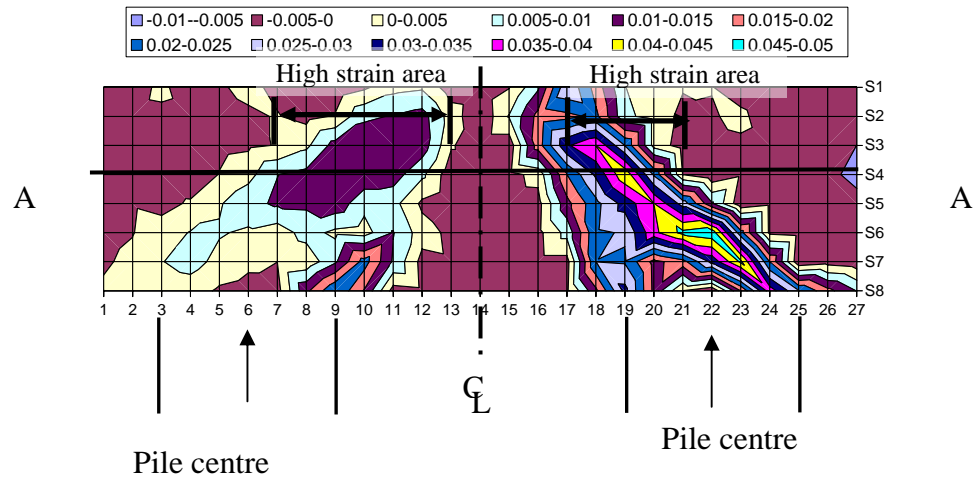 -0.01--0.005 -0.005-0 0-0.005 0.005-0.01 0.01-0.015 0.015-0.02
0.02-0.025 0.025-0.03 0.03-0.035 0.035-0.04 0.04-0.045 0.045-0.05
High strain area High strain area
S1
S2
S3
S4
A A
S5
S6
S7
S8
1 2 3 4 5 6 7 8 9 10 11 12 13 14 15 16 17 18 19 20 21 22 23 24 25 26 27
CL
Pile centre
Pile centre